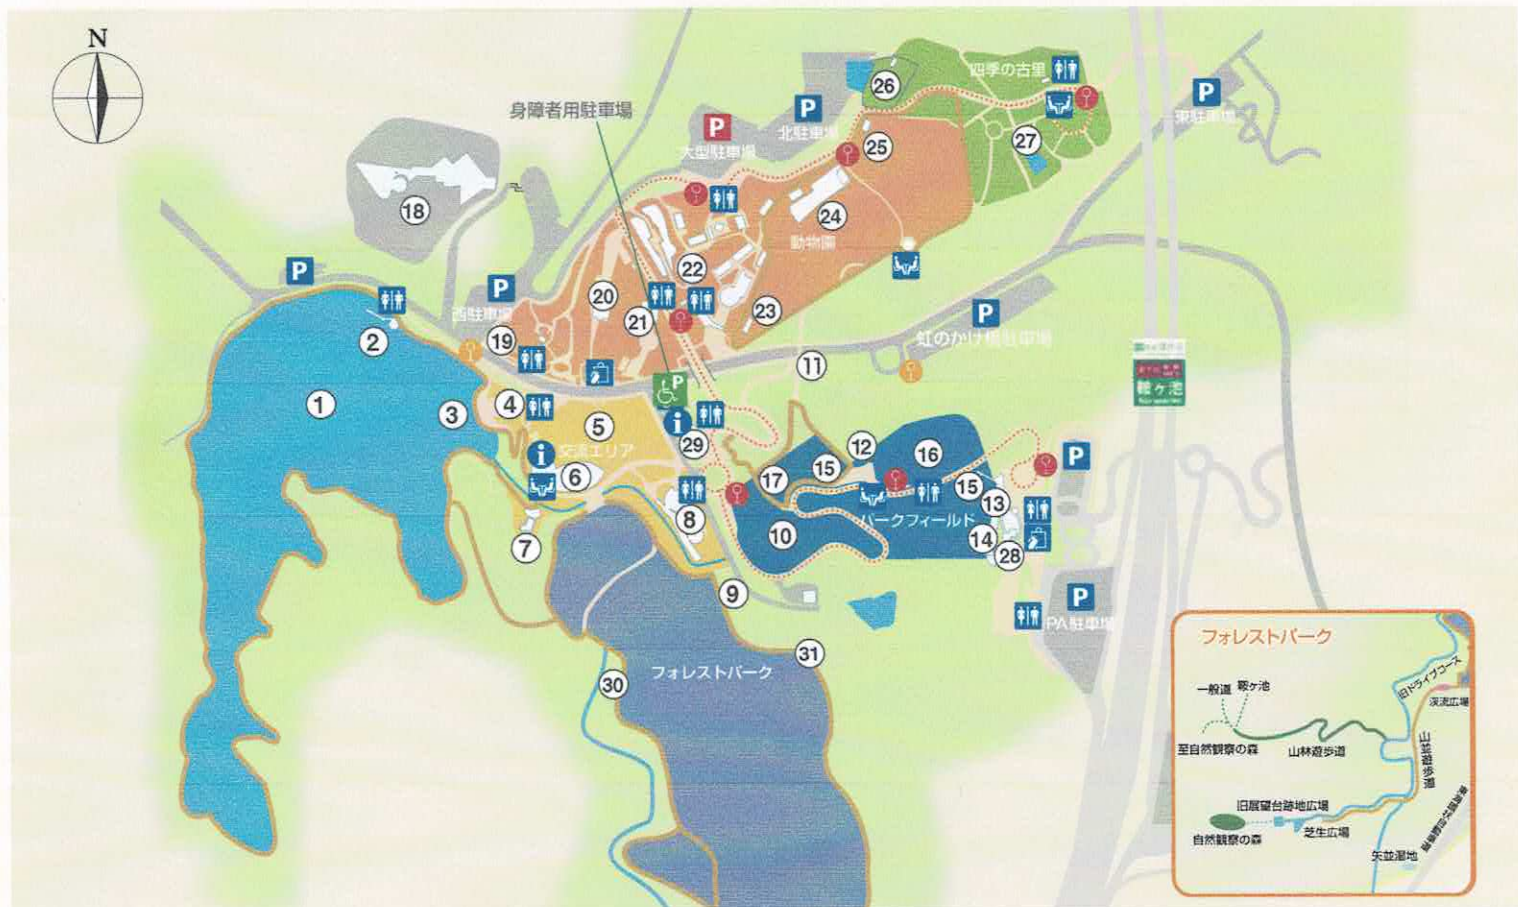 N
身障者用駐車場
P
北駐車場
P
大型駐車場
26
四季の古里
P
東駐車場
25
27
18
24
動物園
22
P
P
西駐車場
20
21
23
P
虹のかけ橋駐車場
2
19
11
鞍ヶ池
1
3
4
5
P
i
29
i
交流エリア
6
12
16
15
17
15
P
13
8
パークフィールド
7
10
14
28
9
P
PA駐車場
31
フォレストパーク
30
フォレストパーク
旧ドライブコース
一般道
鞍ケ池
渓流広場
至自然観察の森
山林遊歩道
山林遊歩道
旧展望台跡地広場
芝生広場
自然観察の森
矢並湿地